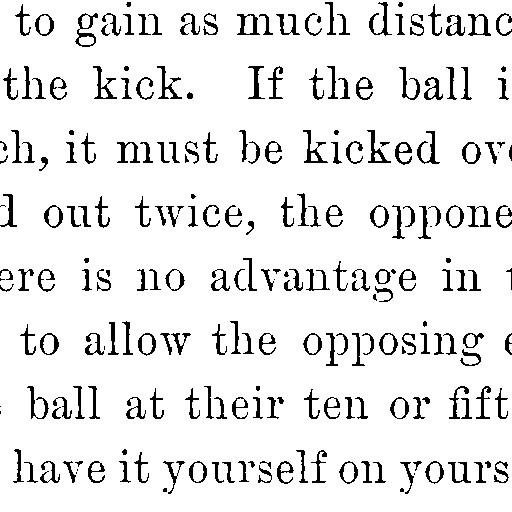 to gain as much distanc
the kick. If the ball i
ch, it must be kicked ov
d out twice, the oppone
ere is no advantage in t
to allow the opposing e
ball at their ten or fift
have it yourself on yours